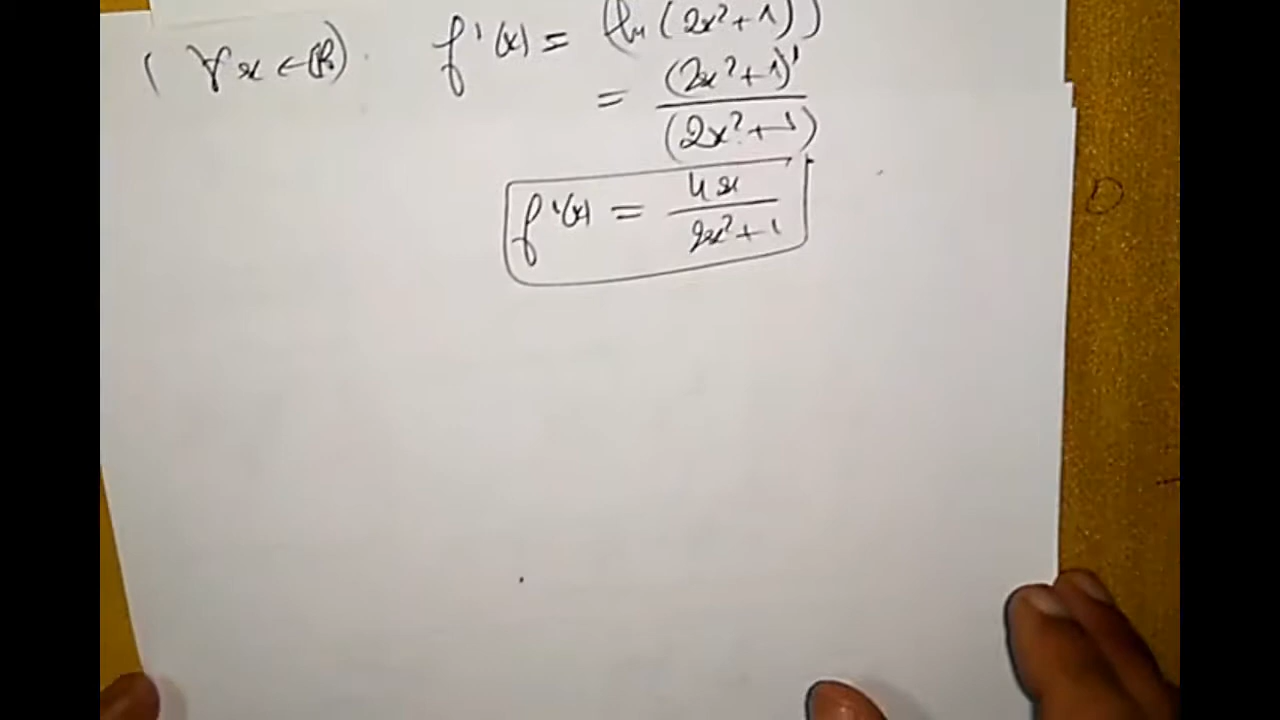 (∀x∈ℝ). f'(x) = (ln(2x²+1))
= (2x²+1)' / (2x²+1)
f'(x) = 4x / 2x²+1